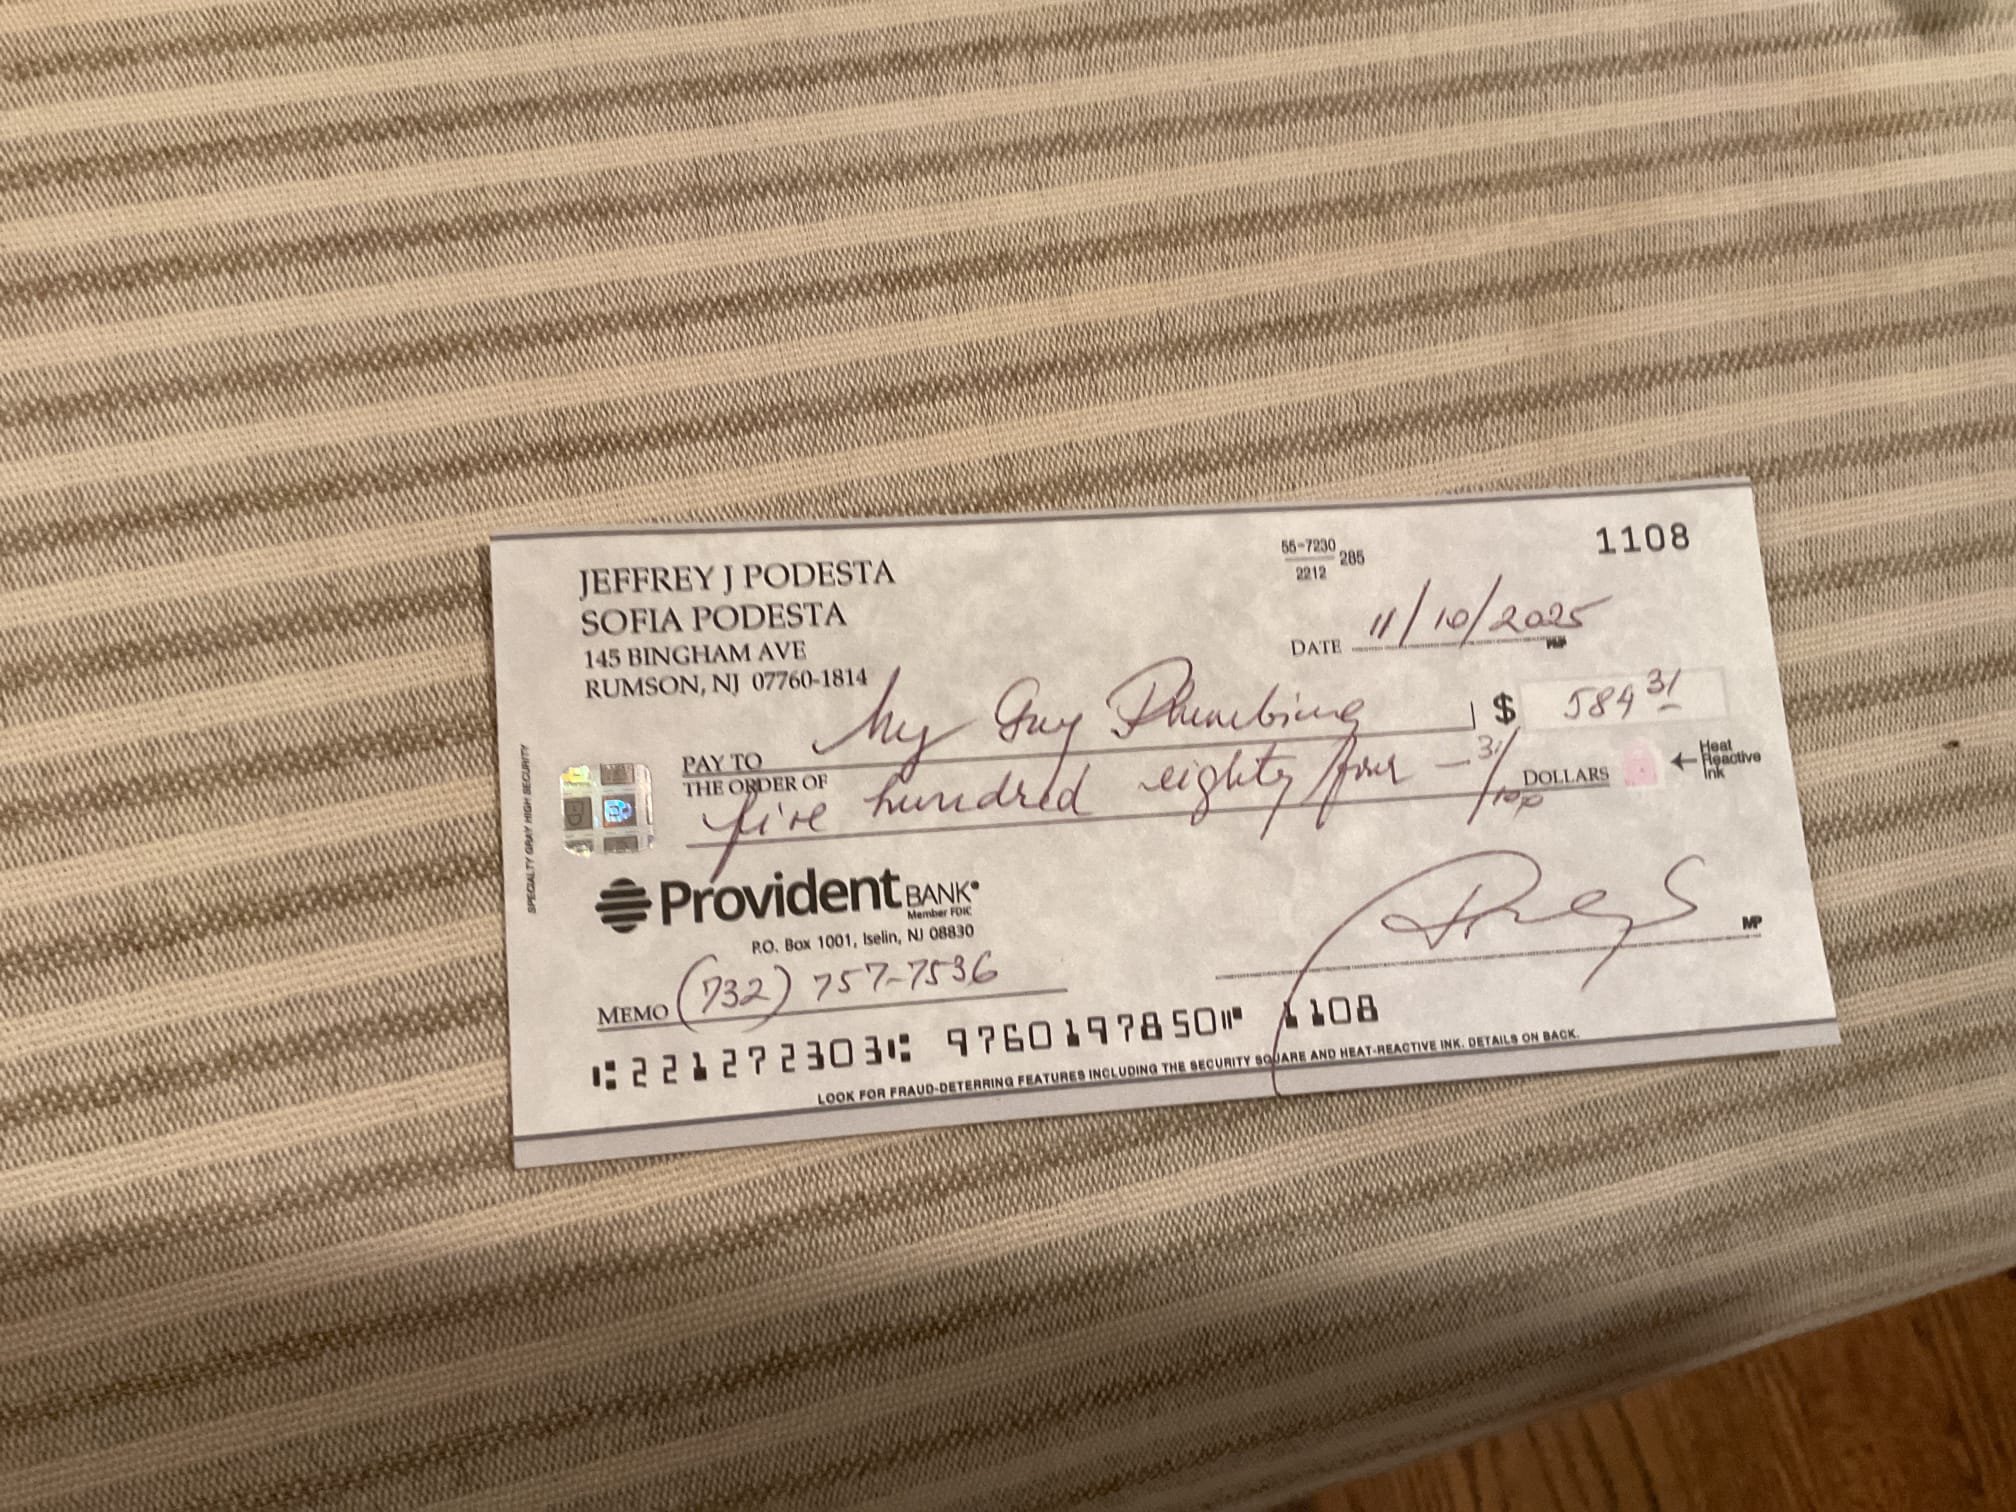 JEFFREY J PODESTA
SOFIA PODESTA
145 BINGHAM AVE
RUMSON, NJ 07760-1814
55-7230
2212
285
1108
DATE 11/10/2025
PAY TO
THE ORDER OF
My Guy Plumbing
$ 584 31
five hundred eighty four - 31/100 DOLLARS
Heat
Reactive
Ink
SPECIALTY GRAY HIGH SECURITY
Provident BANK
Member FDIC
P.O. Box 1001, Iselin, NJ 08830
MEMO (732) 757-7536
MP
⑆221272303⑆ 9760197850⑈ 1108
LOOK FOR FRAUD-DETERRING FEATURES INCLUDING THE SECURITY SQUARE AND HEAT-REACTIVE INK. DETAILS ON BACK.